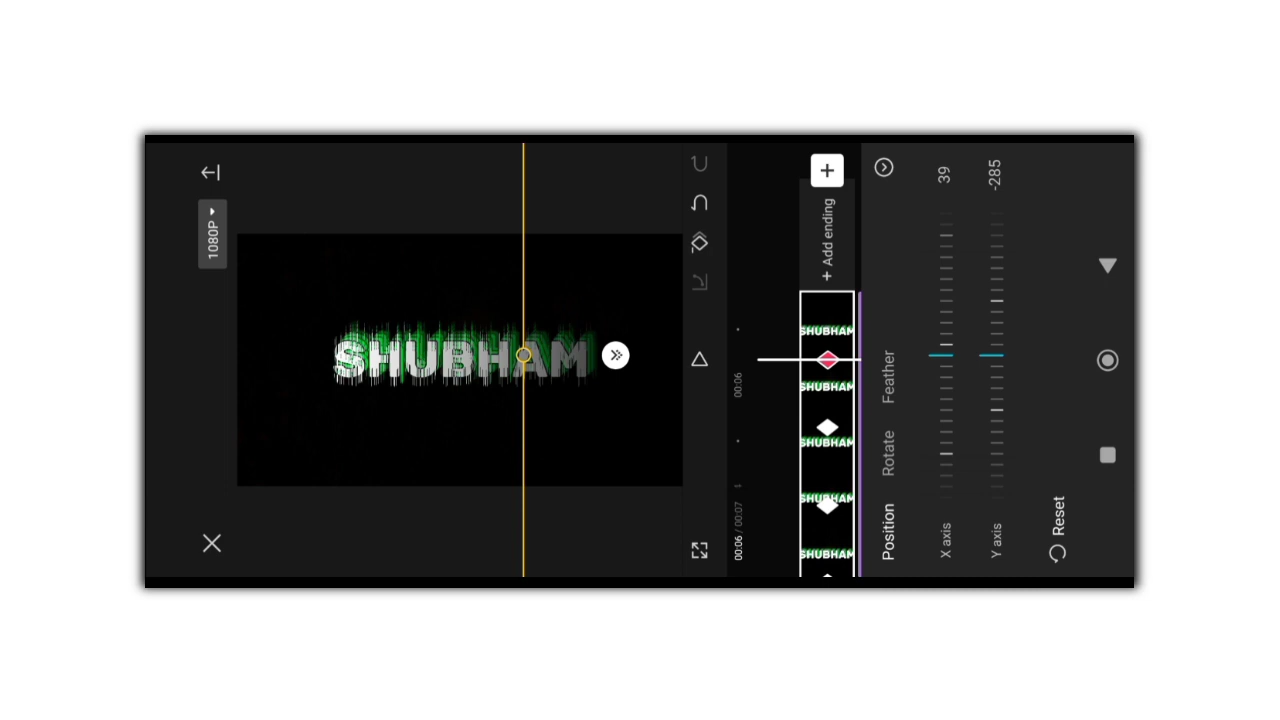 1080P
SHUBHAM
00:06 / 00:07
00:06
+ Add ending
SHUBHAM
SHUBHAM
SHUBHAM
SHUBHAM
SHUBHAM
Position Rotate Feather
X axis 39
Y axis -285
Reset